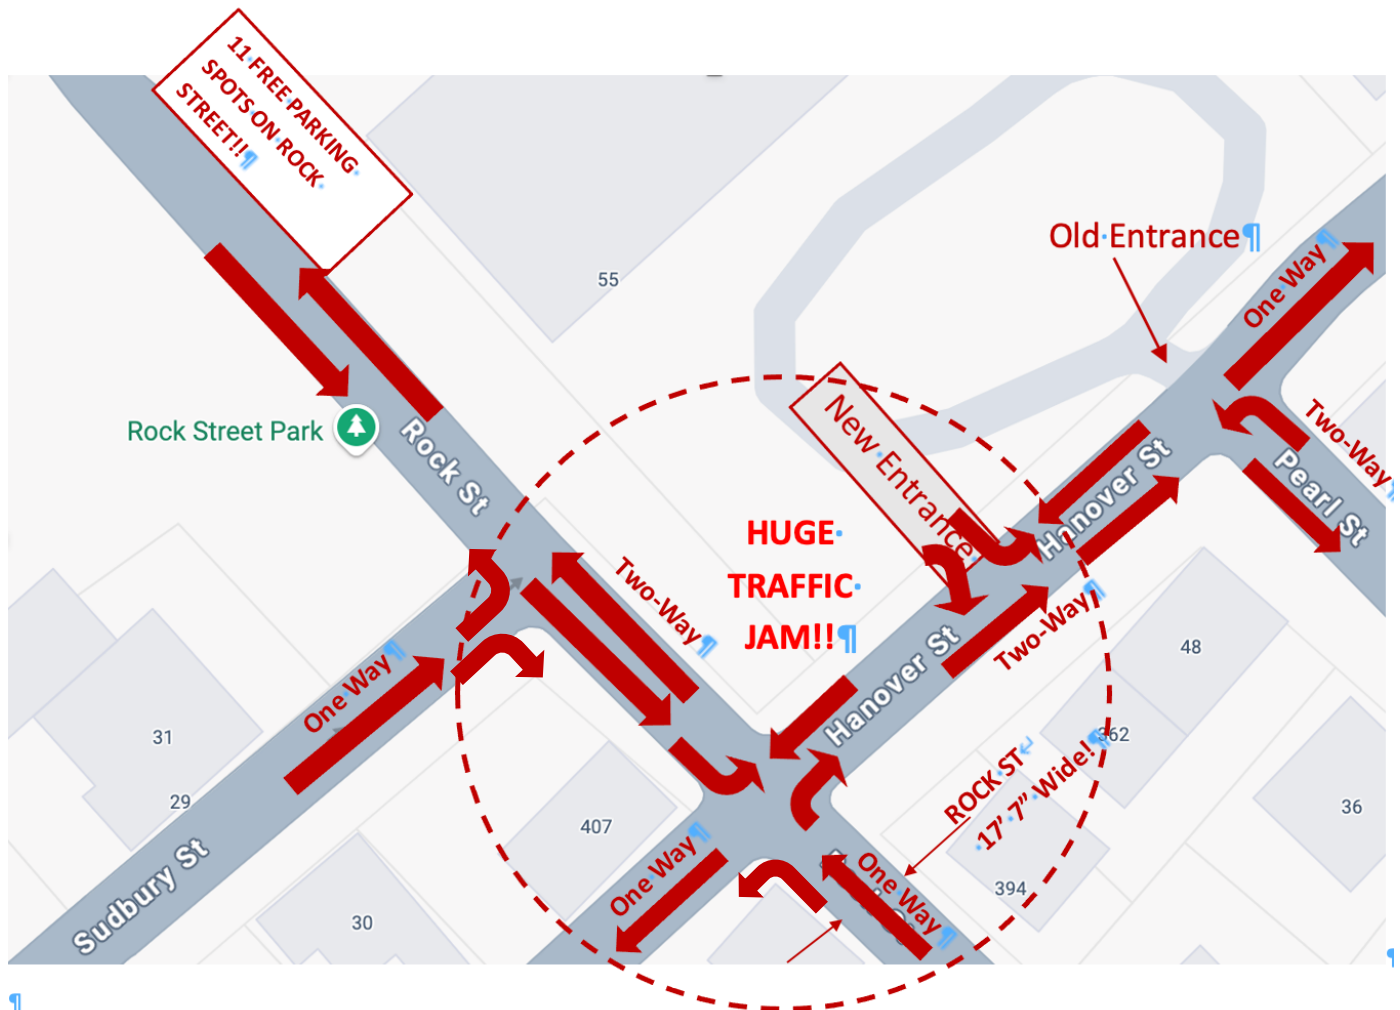 11 FREE PARKING
SPOTS ON ROCK
STREET!!¶
55
Old Entrance¶
One Way¶
Rock Street Park
Rock St
New Entrance
Hanover St
Two-Way¶
Pearl St
HUGE
TRAFFIC
JAM!!¶
Two-Way¶
Two-Way¶
Hanover St
48
One Way¶
31
29
362
ROCK ST↵
17’ 7” Wide!¶
36
407
One Way¶
One Way¶
394
Sudbury St
30
¶
¶